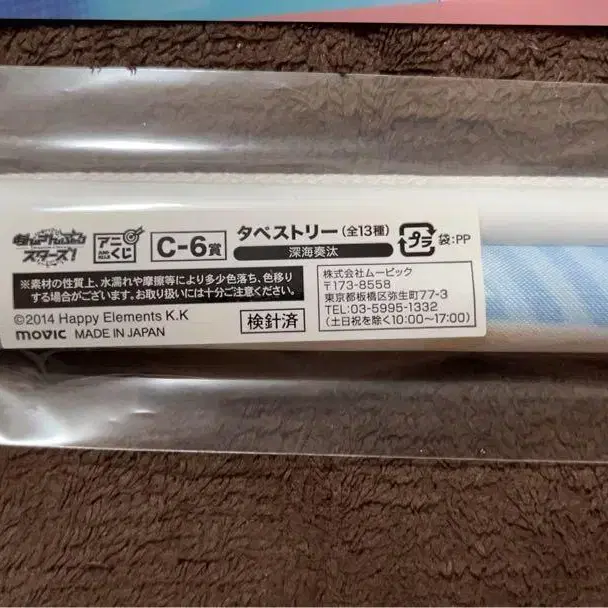 あんさんぶる
スターズ!
アニ
くじ
C-6賞
タペストリー(全13種)
深海奏汰
プラ 袋:PP
※素材の性質上、水濡れや摩擦等により多少色落ち、色移り
する場合がございます。お取り扱いには十分ご注意ください。
©2014 Happy Elements K.K
movic MADE IN JAPAN
検針済
株式会社ムービック
〒173-8558
東京都板橋区弥生町77-3
TEL:03-5995-1332
(土日祝を除く10:00~17:00)